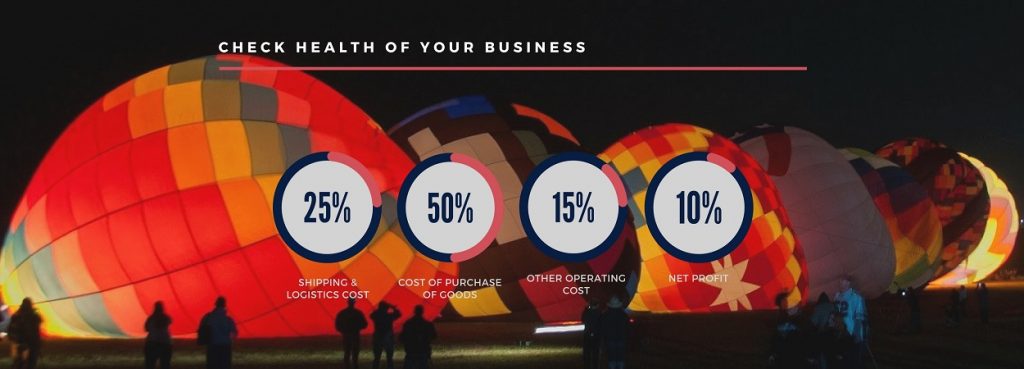 CHECK HEALTH OF YOUR BUSINESS
25%
50%
15%
10%
SHIPPING &
LOGISTICS COST
COST OF PURCHASE
OF GOODS
OTHER OPERATING
COST
NET PROFIT